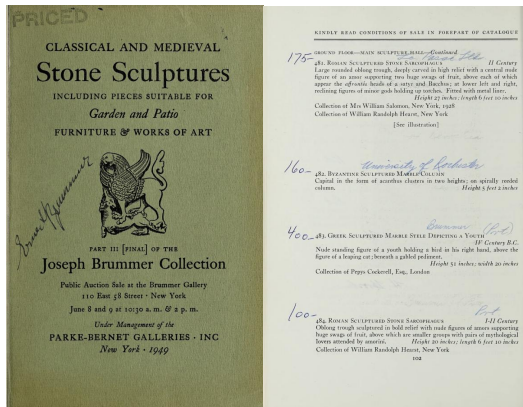 PRICED
CLASSICAL AND MEDIEVAL
Stone Sculptures
INCLUDING PIECES SUITABLE FOR
Garden and Patio
FURNITURE & WORKS OF ART
Ernest Brummer
PART III [FINAL] OF THE
Joseph Brummer Collection
Public Auction Sale at the Brummer Gallery
110 East 58 Street · New York
June 8 and 9 at 10:30 a. m. & 2 p. m.
Under Management of the
PARKE-BERNET GALLERIES · INC
New York · 1949
KINDLY READ CONDITIONS OF SALE IN FOREPART OF CATALOGUE
GROUND FLOOR—MAIN SCULPTURE HALL—Continued
175-
481. ROMAN SCULPTURED STONE SARCOPHAGUS II Century
Large rounded oblong trough, deeply carved in high relief with a central nude
figure of an amor supporting two huge swags of fruit, above each of which
appear the affrontés heads of a satyr and Bacchus; at lower left and right,
reclining figures of minor gods holding up torches. Fitted with metal liner.
Height 27 inches; length 6 feet 10 inches
Collection of Mrs William Salomon, New York, 1928
Collection of William Randolph Hearst, New York
[See illustration]
160- University of Rochester
482. BYZANTINE SCULPTURED MARBLE COLUMN
Capital in the form of acanthus clusters in two heights; on spirally reeded
column. Height 5 feet 2 inches
400- Brummer
483. GREEK SCULPTURED MARBLE STELE DEPICTING A YOUTH
IV Century B.C.
Nude standing figure of a youth holding a bird in his right hand, above the
figure of a leaping cat; beneath a gabled pediment.
Height 51 inches; width 20 inches
Collection of Pepys Cockerell, Esq., London
100-
484. ROMAN SCULPTURED STONE SARCOPHAGUS I-II Century
Oblong trough sculptured in bold relief with nude figures of amors supporting
huge swags of fruit, above which are smaller groups with pairs of mythological
lovers attended by amorini. Height 20 inches; length 6 feet 10 inches
Collection of William Randolph Hearst, New York
102